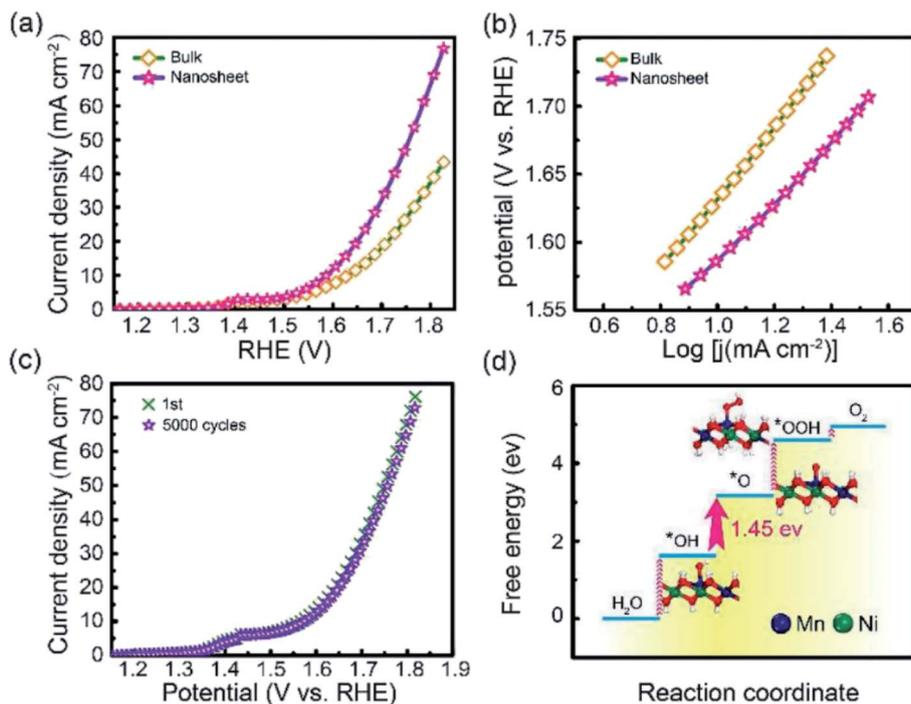 (a)
Current density (mA cm⁻²)
80
70
60
50
40
30
20
10
0
Bulk
Nanosheet
1.2 1.3 1.4 1.5 1.6 1.7 1.8
RHE (V)
(b)
potential (V vs. RHE)
1.75
1.70
1.65
1.60
1.55
Bulk
Nanosheet
0.6 0.8 1.0 1.2 1.4 1.6
Log [j(mA cm⁻²)]
(c)
Current density (mA cm⁻²)
80
70
60
50
40
30
20
10
0
1st
5000 cycles
1.2 1.3 1.4 1.5 1.6 1.7 1.8 1.9
Potential (V vs. RHE)
(d)
Free energy (ev)
6
4
2
0
H₂O
*OH
1.45 ev
*O
*OOH
O₂
Mn Ni
Reaction coordinate